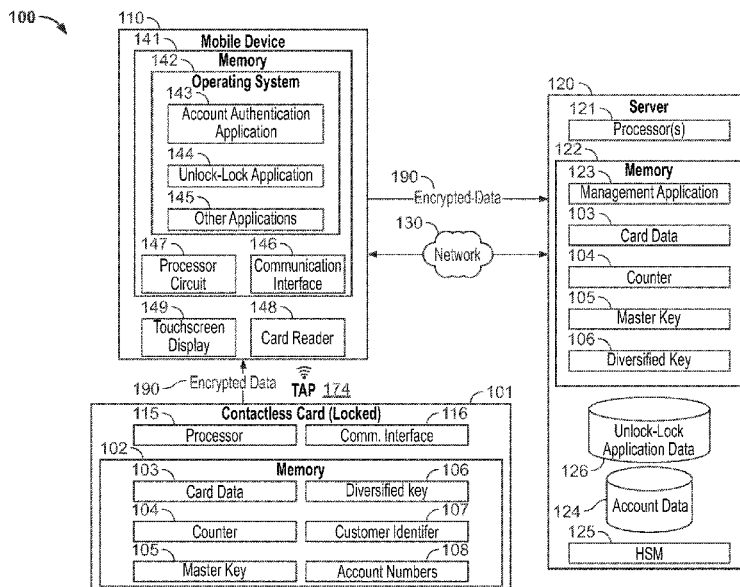 100
110
Mobile Device
141
Memory
142
Operating System
143
Account Authentication
Application
144
Unlock-Lock Application
145
Other Applications
147
146
Processor
Circuit
Communication
Interface
149
148
Touchscreen
Display
Card Reader
190
Encrypted Data
130
Network
120
Server
121
Processor(s)
122
Memory
123
Management Application
103
Card Data
104
Counter
105
Master Key
106
Diversified Key
Unlock-Lock
Application Data
126
124
Account Data
125
HSM
190
Encrypted Data
TAP 174
101
Contactless Card (Locked)
115
116
Processor
Comm. Interface
102
Memory
103
106
Card Data
Diversified key
104
107
Counter
Customer Identifer
105
108
Master Key
Account Numbers